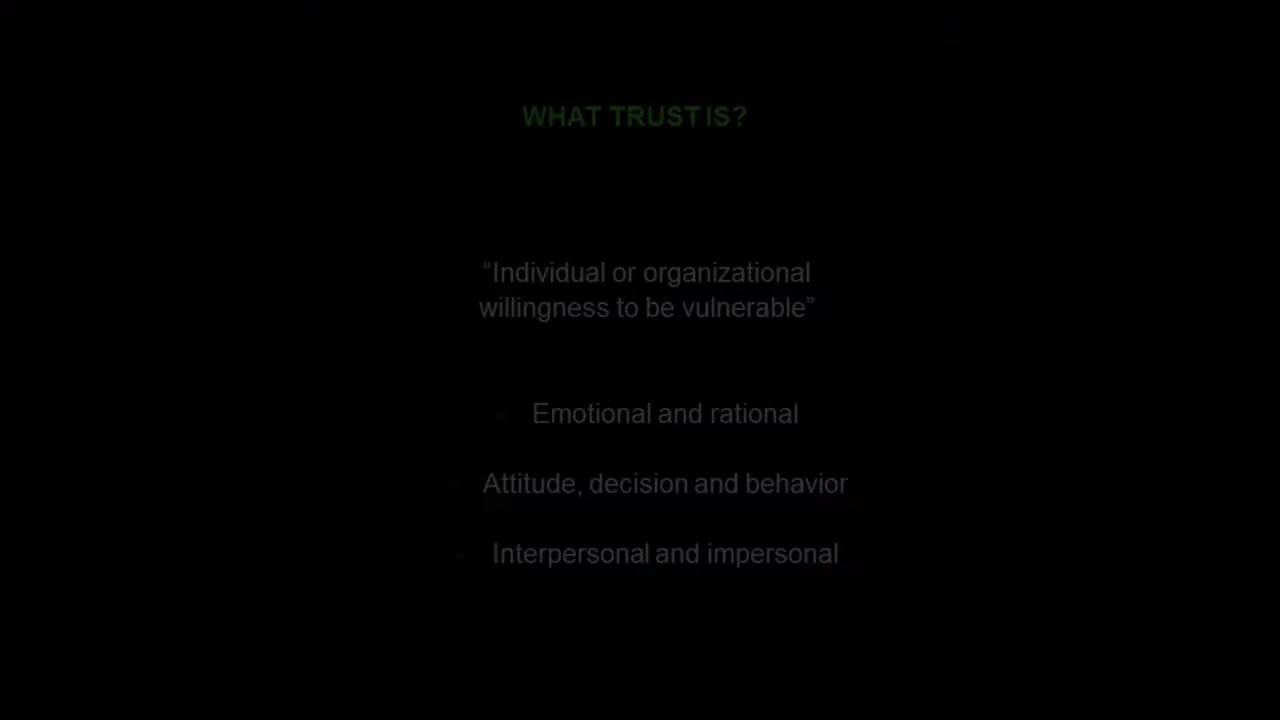 WHAT TRUST IS?
“Individual or organizational
willingness to be vulnerable”
- Emotional and rational
- Attitude, decision and behavior
- Interpersonal and impersonal